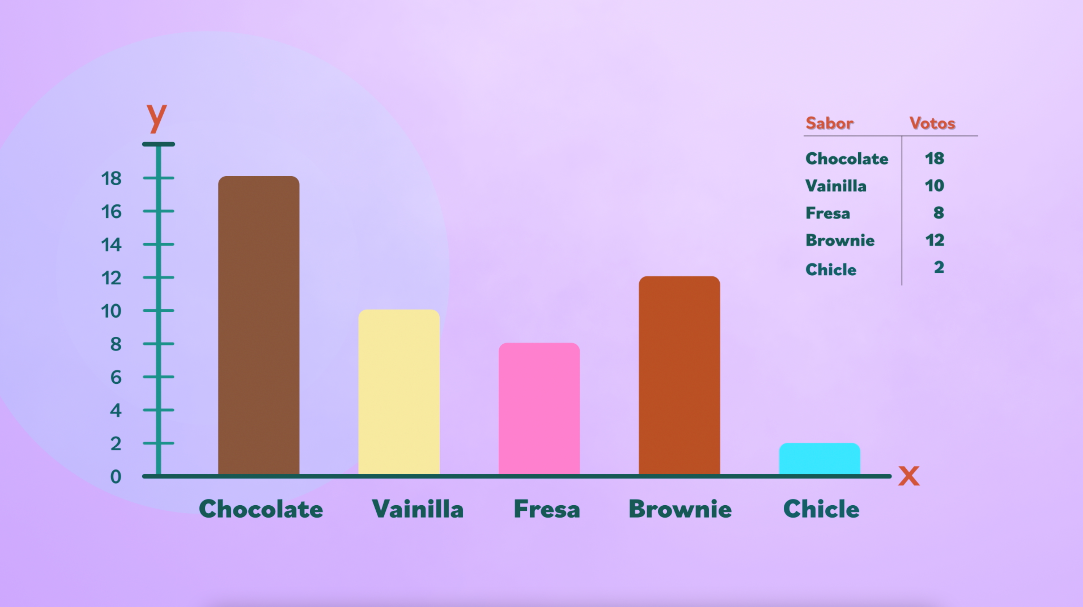 y
18
16
14
12
10
8
6
4
2
0
Chocolate Vainilla Fresa Brownie Chicle
x
Sabor Votos
Chocolate 18
Vainilla 10
Fresa 8
Brownie 12
Chicle 2